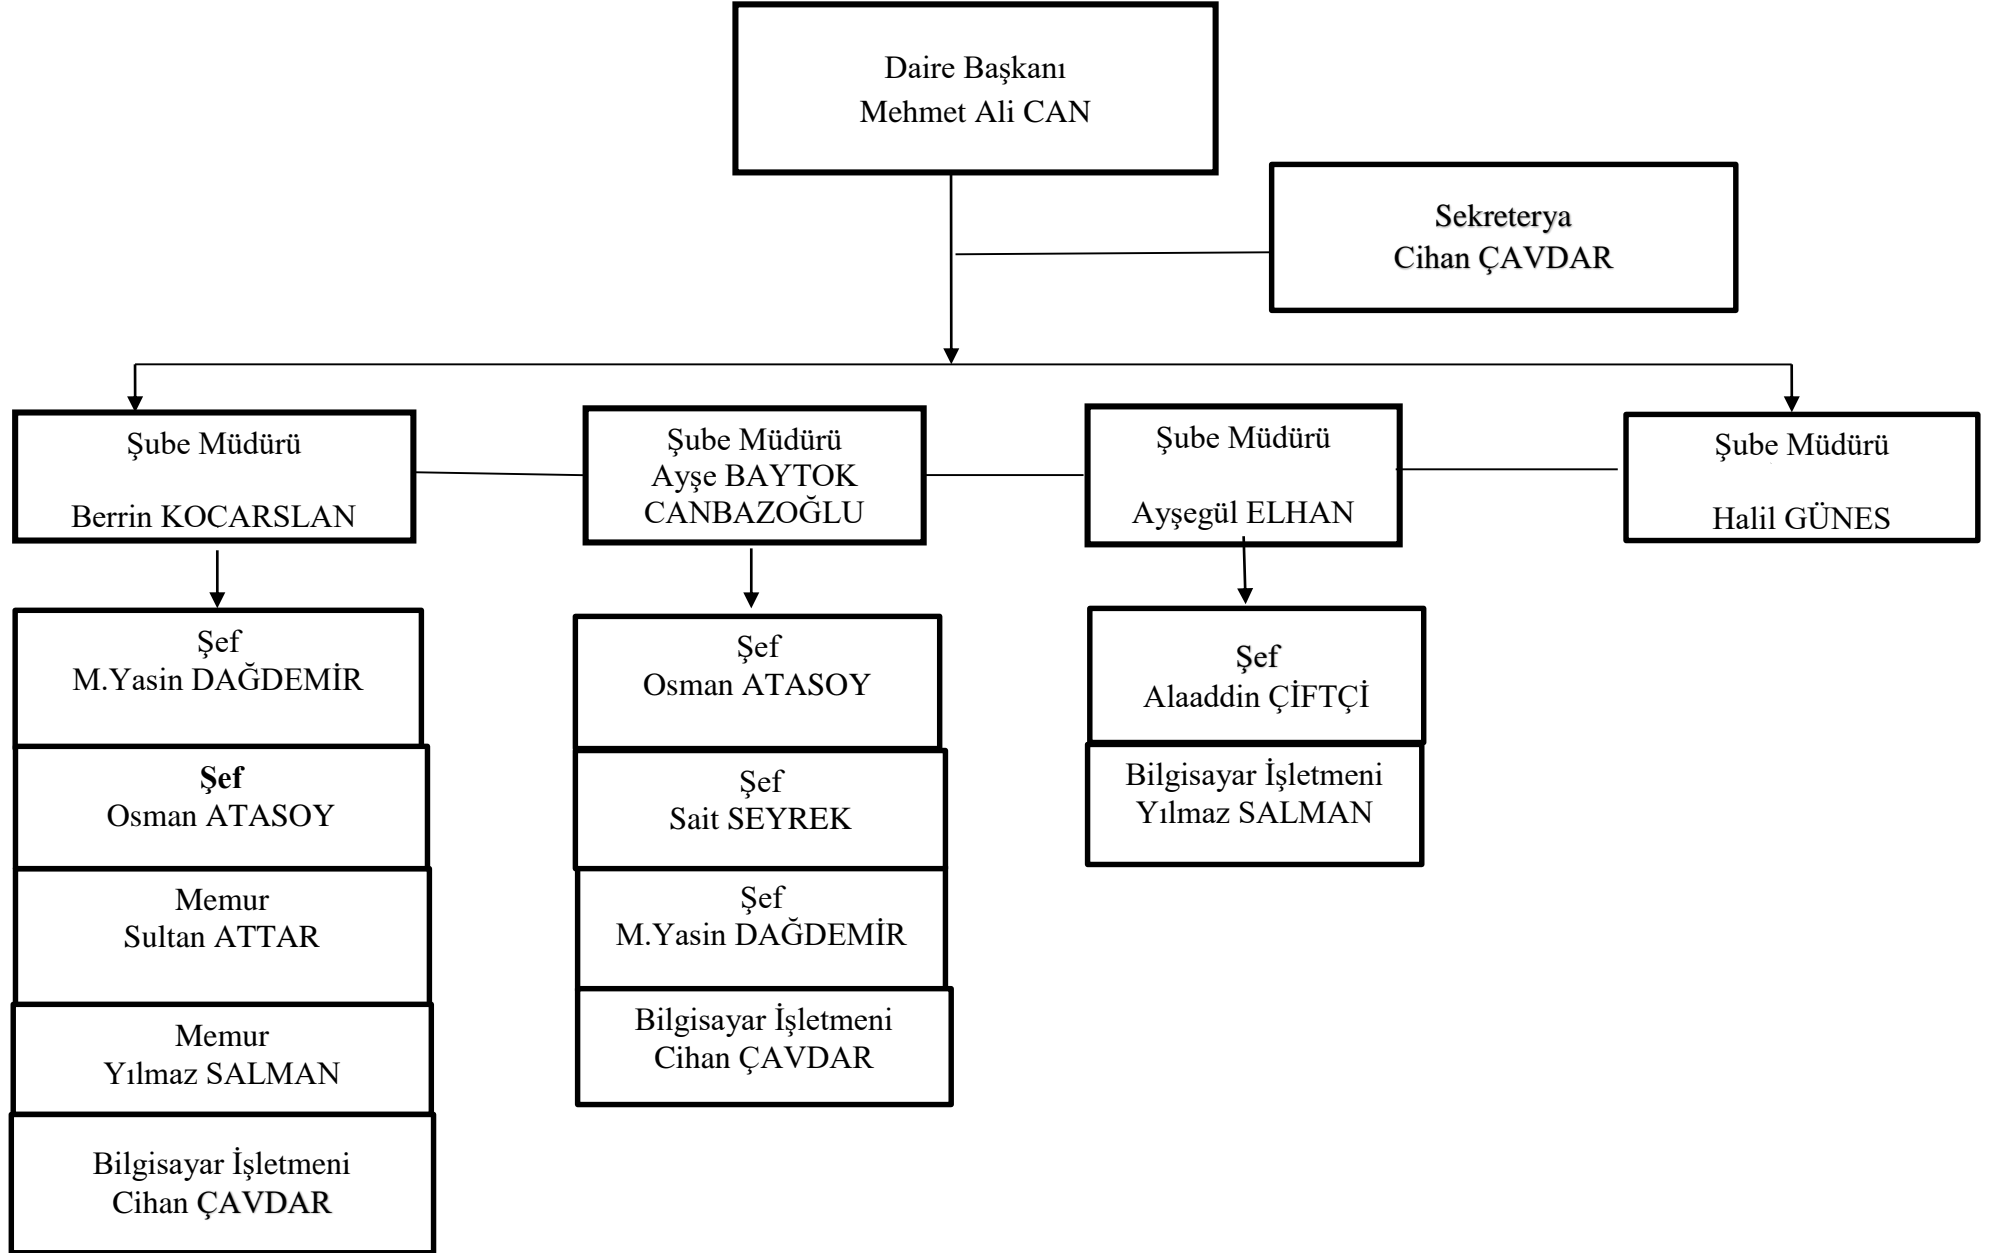 Daire Başkanı
Mehmet Ali CAN
Sekreterya
Cihan ÇAVDAR
Şube Müdürü
Berrin KOCARSLAN
Şube Müdürü
Ayşe BAYTOK
CANBAZOĞLU
Şube Müdürü
Ayşegül ELHAN
Şube Müdürü
Halil GÜNES
Şef
M.Yasin DAĞDEMİR
Şef
Osman ATASOY
Memur
Sultan ATTAR
Memur
Yılmaz SALMAN
Bilgisayar İşletmeni
Cihan ÇAVDAR
Şef
Osman ATASOY
Şef
Sait SEYREK
Şef
M.Yasin DAĞDEMİR
Bilgisayar İşletmeni
Cihan ÇAVDAR
Şef
Alaaddin ÇİFTÇİ
Bilgisayar İşletmeni
Yılmaz SALMAN